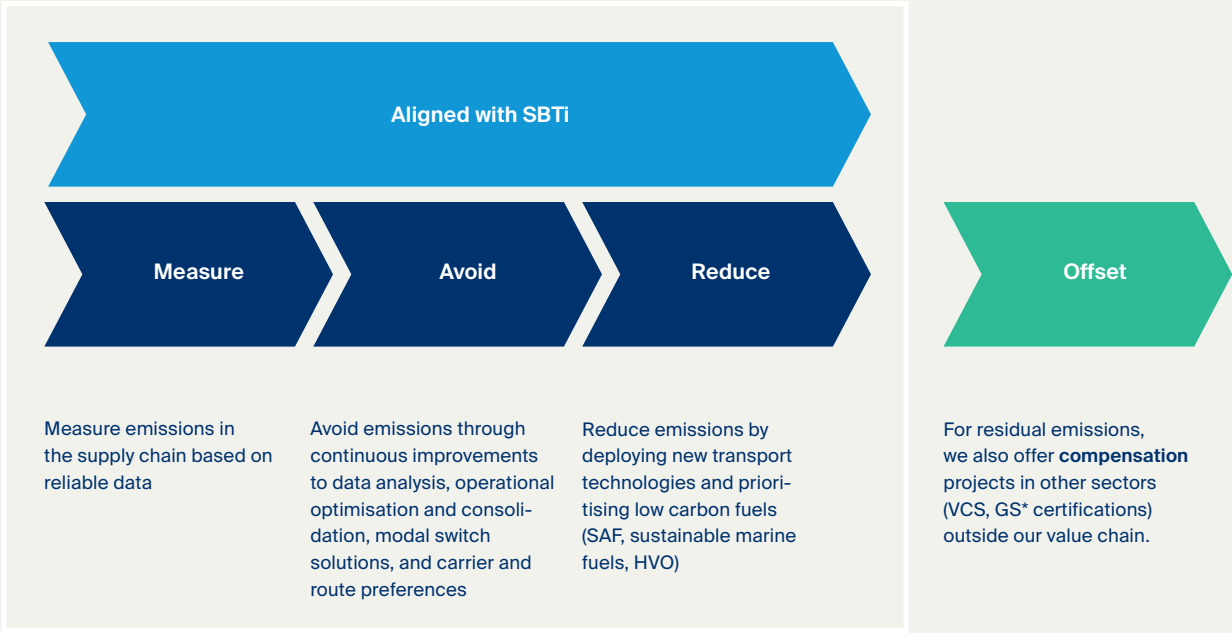 Aligned with SBTi
Measure
Avoid
Reduce
Offset
Measure emissions in
the supply chain based on
reliable data
Avoid emissions through
continuous improvements
to data analysis, operational
optimisation and consoli-
dation, modal switch
solutions, and carrier and
route preferences
Reduce emissions by
deploying new transport
technologies and priori-
tising low carbon fuels
(SAF, sustainable marine
fuels, HVO)
For residual emissions,
we also offer compensation
projects in other sectors
(VCS, GS* certifications)
outside our value chain.